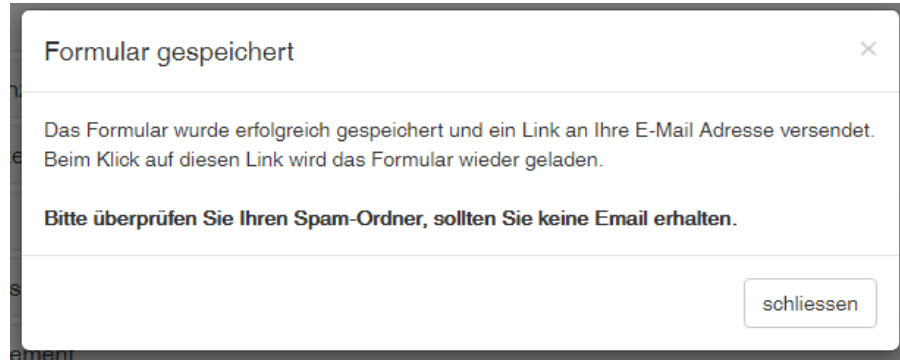 Formular gespeichert
×
Das Formular wurde erfolgreich gespeichert und ein Link an Ihre E-Mail Adresse versendet.
Beim Klick auf diesen Link wird das Formular wieder geladen.
Bitte überprüfen Sie Ihren Spam-Ordner, sollten Sie keine Email erhalten.
schliessen